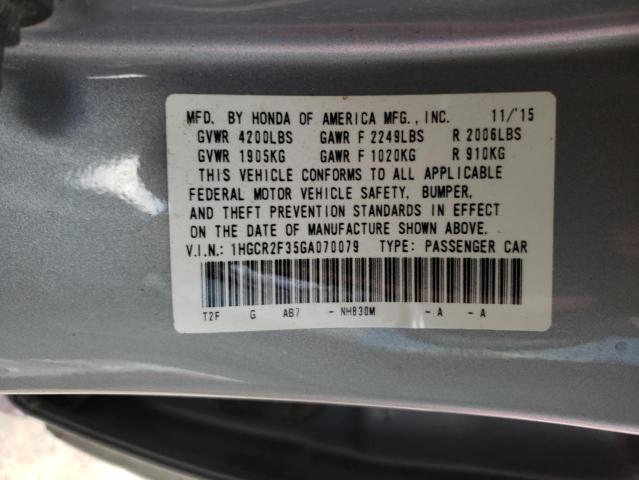 MFD. BY HONDA OF AMERICA MFG., INC. 11/'15
GVWR 4200LBS GAWR F 2249LBS R 2006LBS
GVWR 1905KG GAWR F 1020KG R 910KG
THIS VEHICLE CONFORMS TO ALL APPLICABLE
FEDERAL MOTOR VEHICLE SAFETY, BUMPER,
AND THEFT PREVENTION STANDARDS IN EFFECT
ON THE DATE OF MANUFACTURE SHOWN ABOVE.
V.I.N.: 1HGCR2F35GA070079 TYPE: PASSENGER CAR
T2F G AB7 - NH830M - A - A